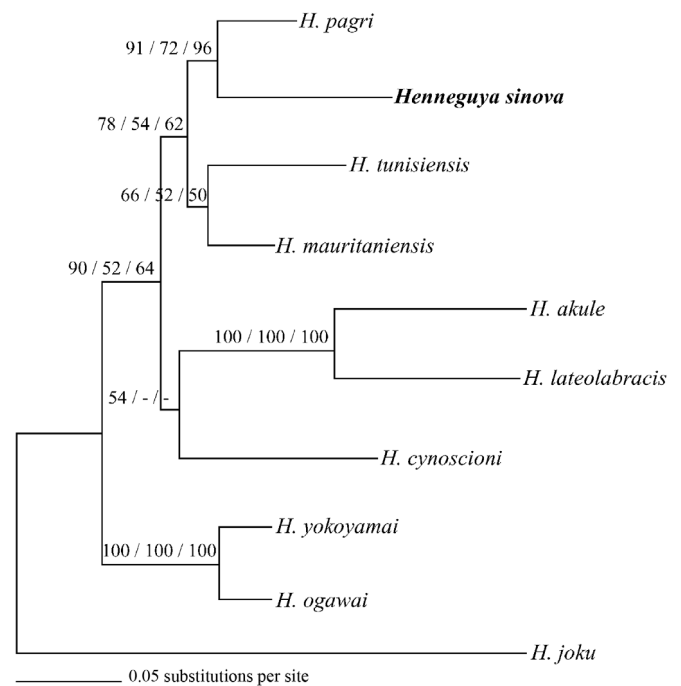 H. pagri
91 / 72 / 96
Henneguya sinova
78 / 54 / 62
H. tunisiensis
66 / 52 / 50
H. mauritaniensis
90 / 52 / 64
H. akule
100 / 100 / 100
H. lateolabracis
54 / - / -
H. cynoscioni
H. yokoyamai
100 / 100 / 100
H. ogawai
H. joku
0.05 substitutions per site